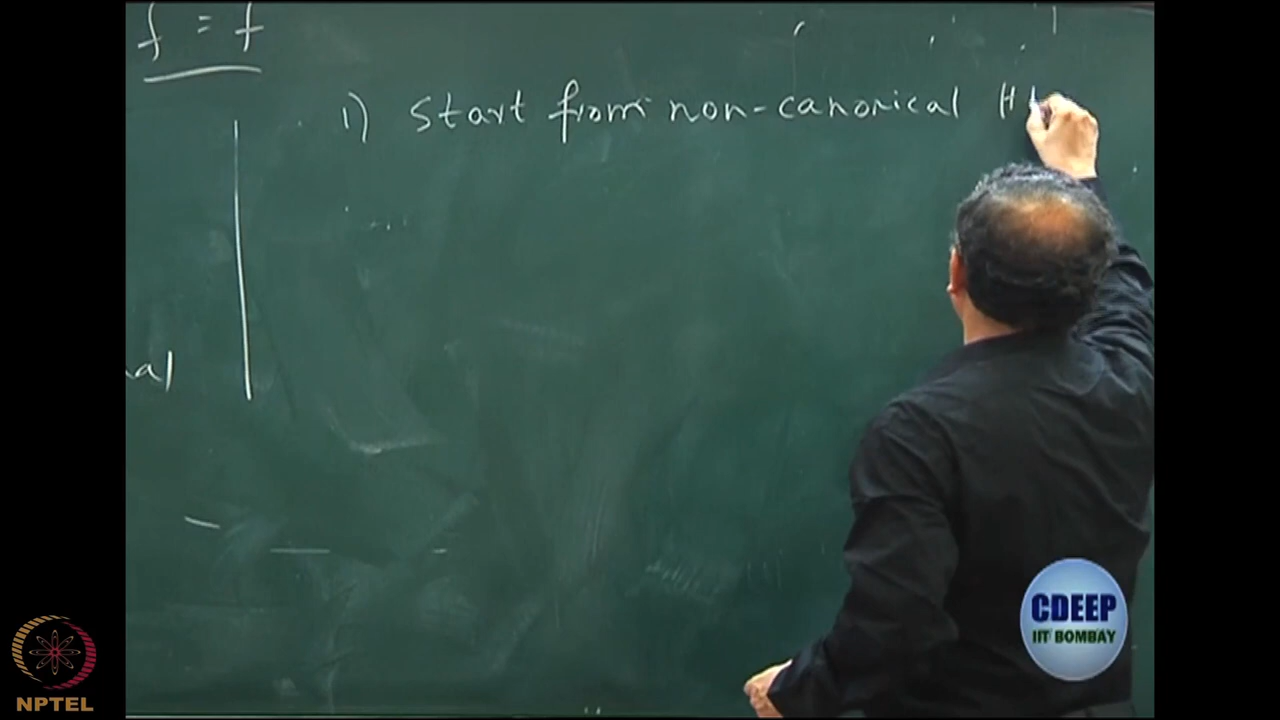 f = f
1) Start from non-canonical H
al
CDEEP
IIT BOMBAY
NPTEL